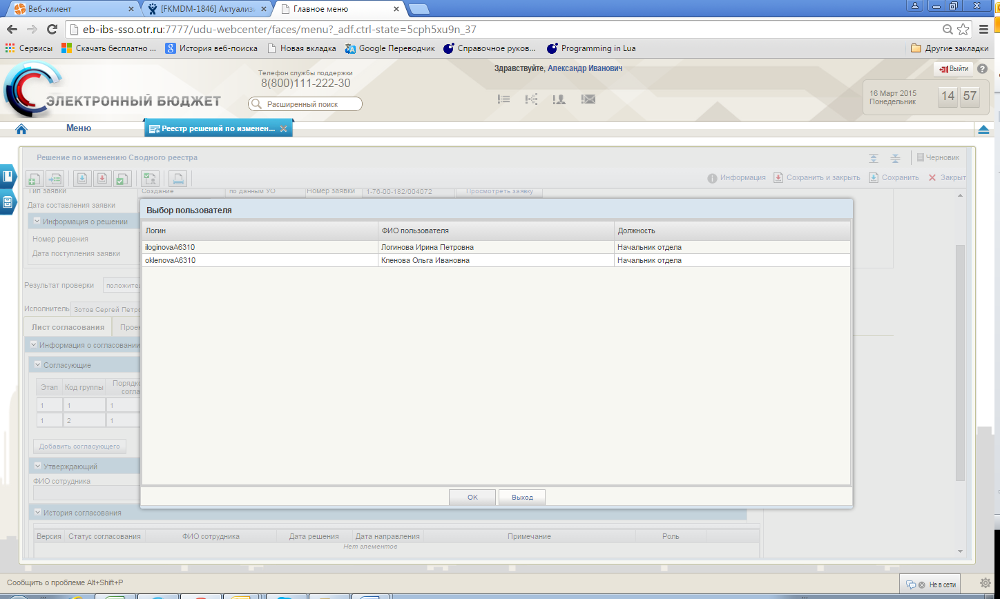 Веб-клиент
[FKMDM-1846] Актуализ
Главное меню
eb-ibs-sso.otr.ru:7777/udu-webcenter/faces/menu?_adf.ctrl-state=5cph5xu9n_37
Сервисы
Скачать бесплатно ...
История веб-поиска
Новая вкладка
Google Переводчик
Справочное руков...
Programming in Lua
Другие закладки
ЭЛЕКТРОННЫЙ БЮДЖЕТ
Телефон службы поддержки
8(800)111-222-30
Расширенный поиск
Здравствуйте, Александр Иванович
Выйти
16 Март 2015
Понедельник
14 57
Меню
Реестр решений по изменен...
Решение по изменению Сводного реестра
Черновик
Информация
Сохранить и закрыть
Сохранить
Закрыт
Тип заявки
Создание
по данным УО
Номер заявки
1-76-00-182/004072
Просмотреть заявку
Дата составления заявки
Информация о решении
Номер решения
Дата поступления заявки
Результат проверки
положител
Исполнитель
Зотов Сергей Петро
Лист согласования
Проек
Информация о согласовании
Согласующие
Этап
Код группы
Порядко
согла
1 1 1
1 2 1
Добавить согласующего
Утверждающий
ФИО сотрудника
История согласования
Версия
Статус согласования
ФИО сотрудника
Дата решения
Дата направления
Примечание
Роль
Нет элементов
Выбор пользователя
Логин
ФИО пользователя
Должность
iloginovaA6310
Логинова Ирина Петровна
Начальник отдела
oklenovaA6310
Кленова Ольга Ивановна
Начальник отдела
OK
Выход
Сообщить о проблеме Alt+Shift+P
Не в сети